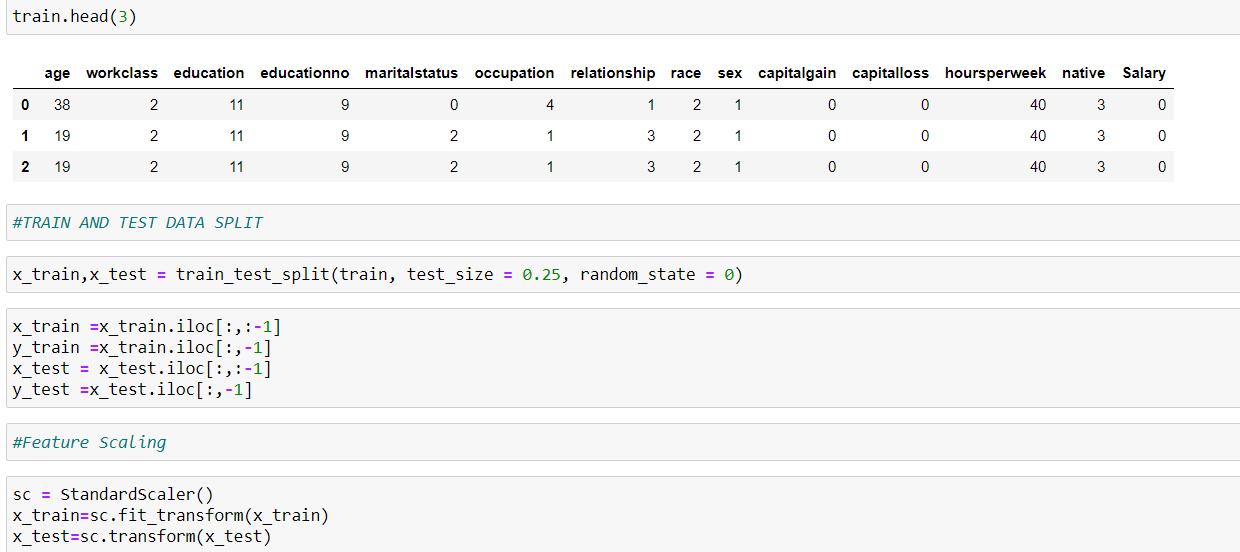 train.head(3)
age workclass education educationno maritalstatus occupation relationship race sex capitalgain capitalloss hoursperweek native Salary
0 38 2 11 9 0 4 1 2 1 0 0 40 3 0
1 19 2 11 9 2 1 3 2 1 0 0 40 3 0
2 19 2 11 9 2 1 3 2 1 0 0 40 3 0
#TRAIN AND TEST DATA SPLIT
x_train,x_test = train_test_split(train, test_size = 0.25, random_state = 0)
x_train =x_train.iloc[:,:-1]
y_train =x_train.iloc[:,-1]
x_test = x_test.iloc[:,:-1]
y_test =x_test.iloc[:,-1]
#Feature Scaling
sc = StandardScaler()
x_train=sc.fit_transform(x_train)
x_test=sc.transform(x_test)